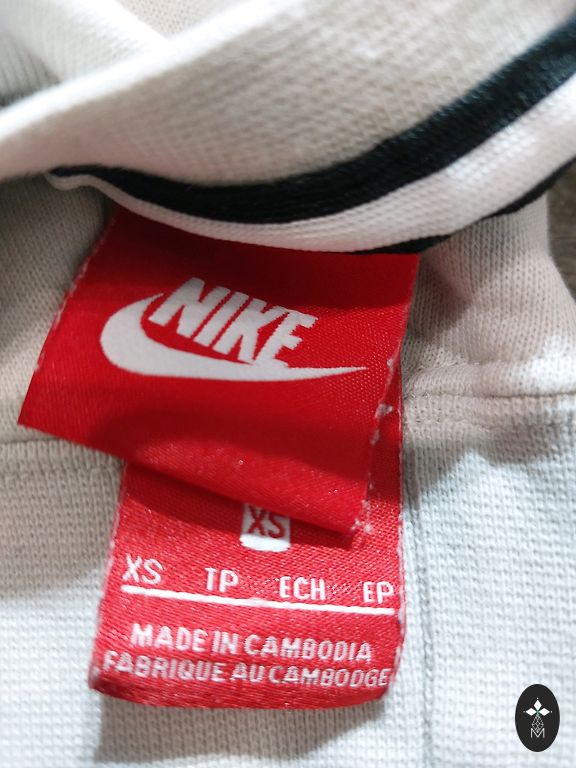 NIKE
XS
XS TP ECH EP
MADE IN CAMBODIA
FABRIQUE AU CAMBODGE
M